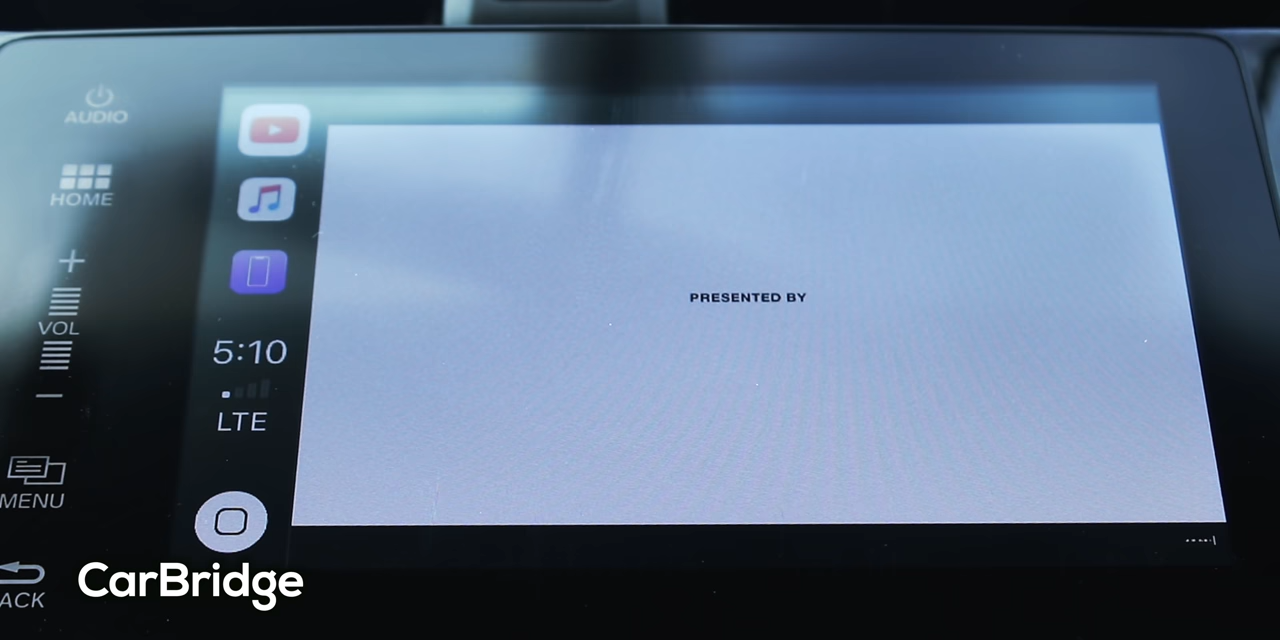 AUDIO
HOME
+
VOL
−
MENU
ACK
5:10
LTE
PRESENTED BY
CarBridge